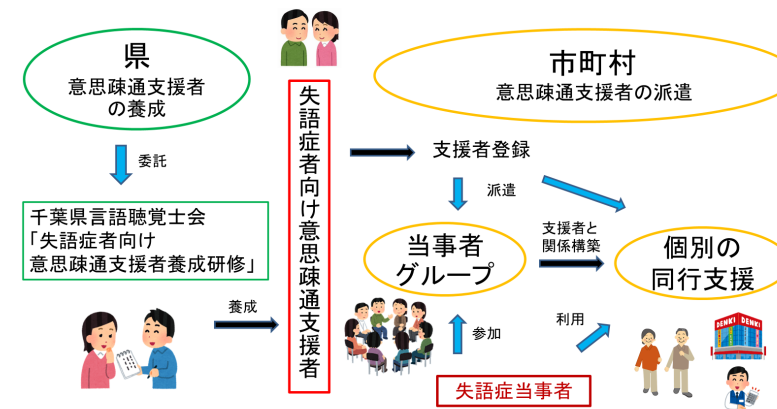 県
意思疎通支援者
の養成
委託
千葉県言語聴覚士会
「失語症者向け
意思疎通支援者養成研修」
養成
失語症者向け意思疎通支援者
市町村
意思疎通支援者の派遣
支援者登録
派遣
当事者
グループ
支援者と
関係構築
個別の
同行支援
参加
利用
失語症当事者
DENKI
DENKI